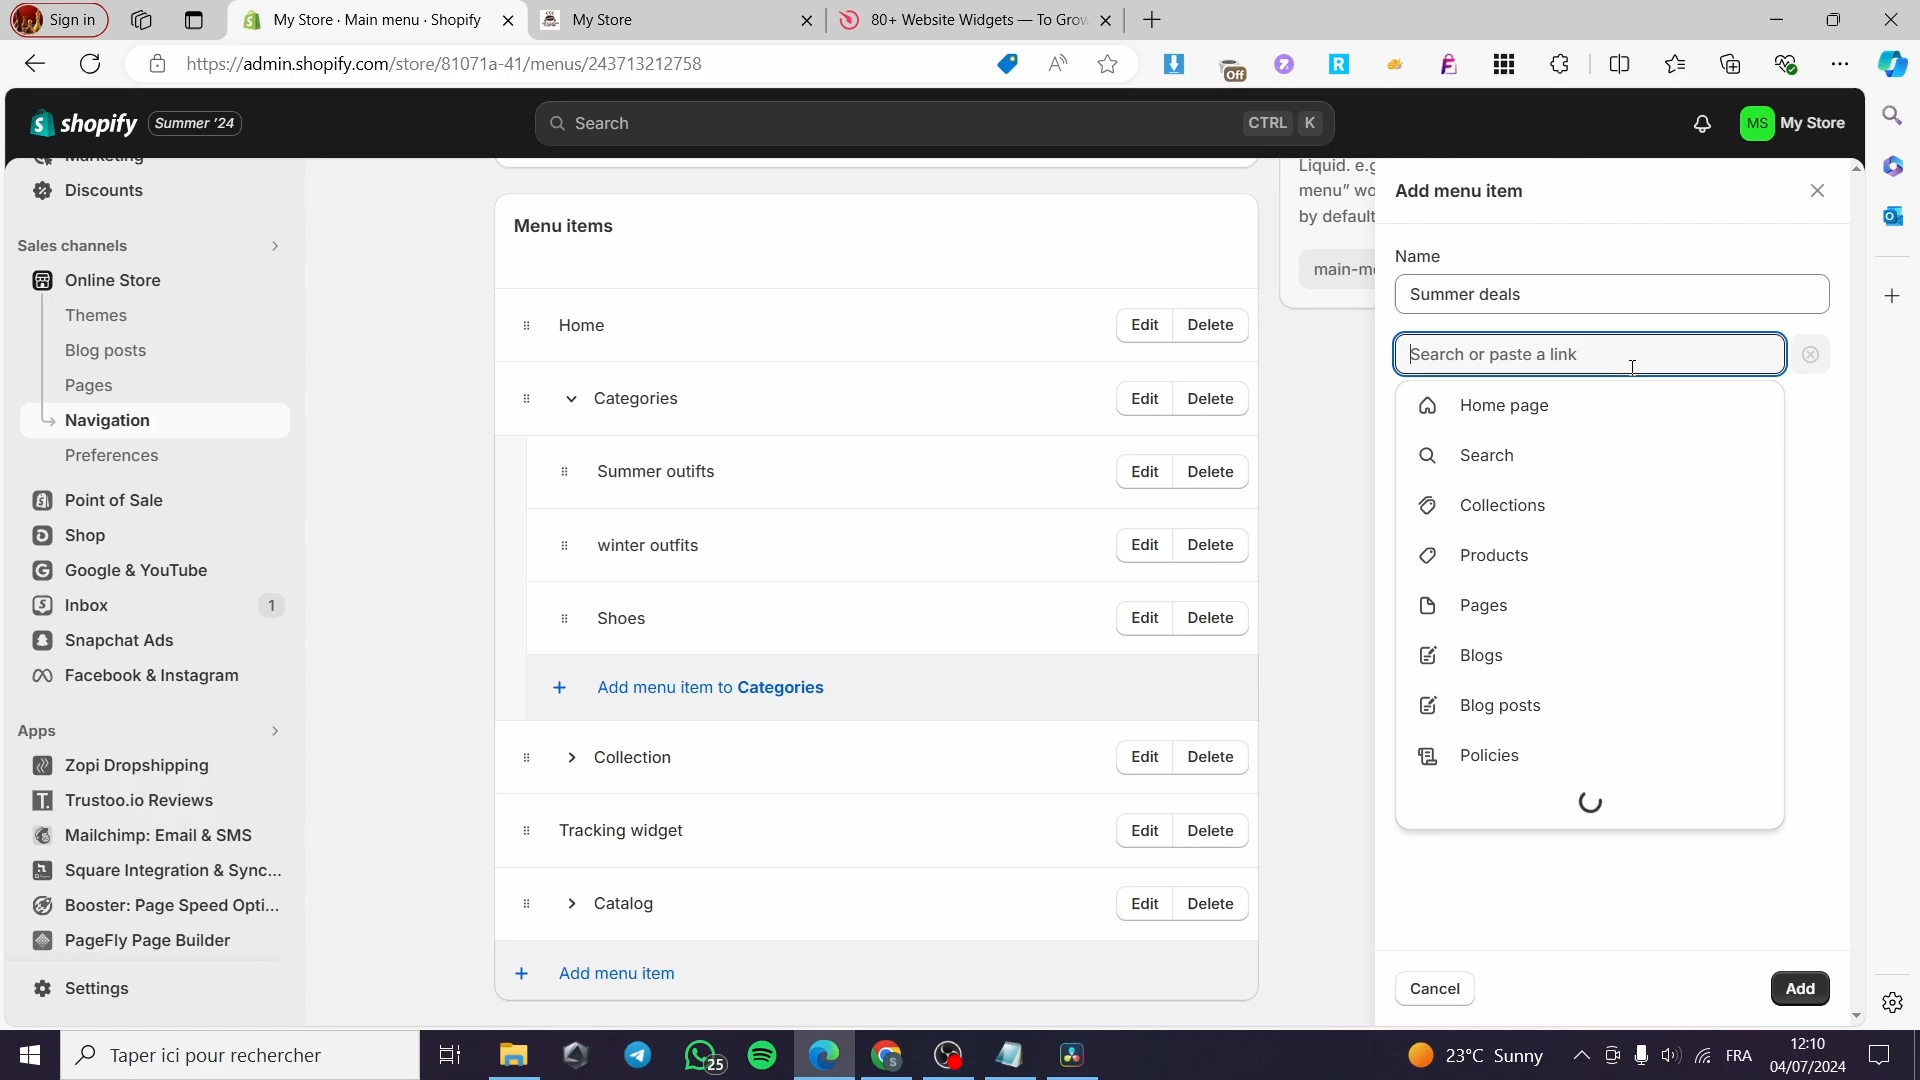 Sign in
My Store · Main menu · Shopify
My Store
80+ Website Widgets — To Grow
https://admin.shopify.com/store/81071a-41/menus/243713212758
Off
shopify
Summer '24
Search
CTRL K
MS
My Store
Marketing
Discounts
Sales channels
Online Store
Themes
Blog posts
Pages
Navigation
Preferences
Point of Sale
Shop
Google & YouTube
Inbox
1
Snapchat Ads
Facebook & Instagram
Apps
Zopi Dropshipping
Trustoo.io Reviews
Mailchimp: Email & SMS
Square Integration & Sync...
Booster: Page Speed Opti...
PageFly Page Builder
Settings
Menu items
Home
Edit Delete
Categories
Edit Delete
Summer outifts
Edit Delete
winter outfits
Edit Delete
Shoes
Edit Delete
Add menu item to Categories
Collection
Edit Delete
Tracking widget
Edit Delete
Catalog
Edit Delete
Add menu item
Liquid. e.g
menu" wo
by default
main-me
Add menu item
Name
Summer deals
Search or paste a link
Home page
Search
Collections
Products
Pages
Blogs
Blog posts
Policies
Cancel
Add
Taper ici pour rechercher
25
23°C Sunny
FRA
12:10
04/07/2024